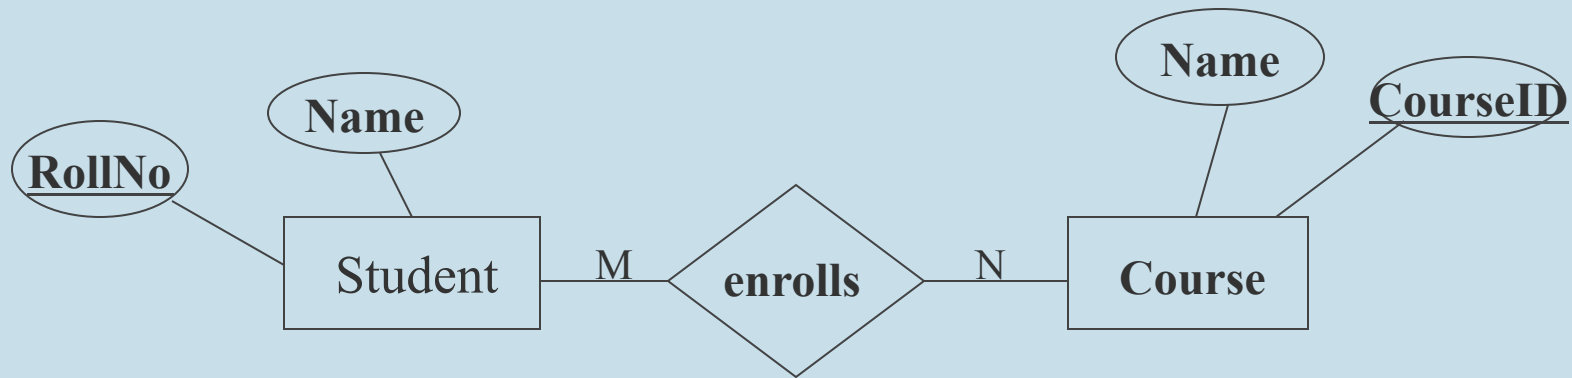 Name
CourseID
Name
RollNo
Student
M
enrolls
N
Course